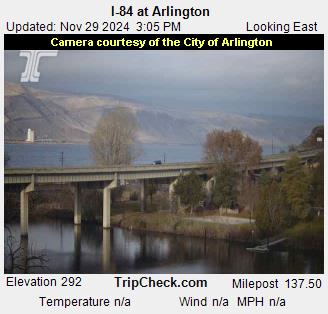 I-84 at Arlington
Updated: Nov 29 2024 3:05 PM Looking East
Camera courtesy of the City of Arlington
Elevation 292 TripCheck.com Milepost 137.50
Temperature n/a Wind n/a MPH n/a